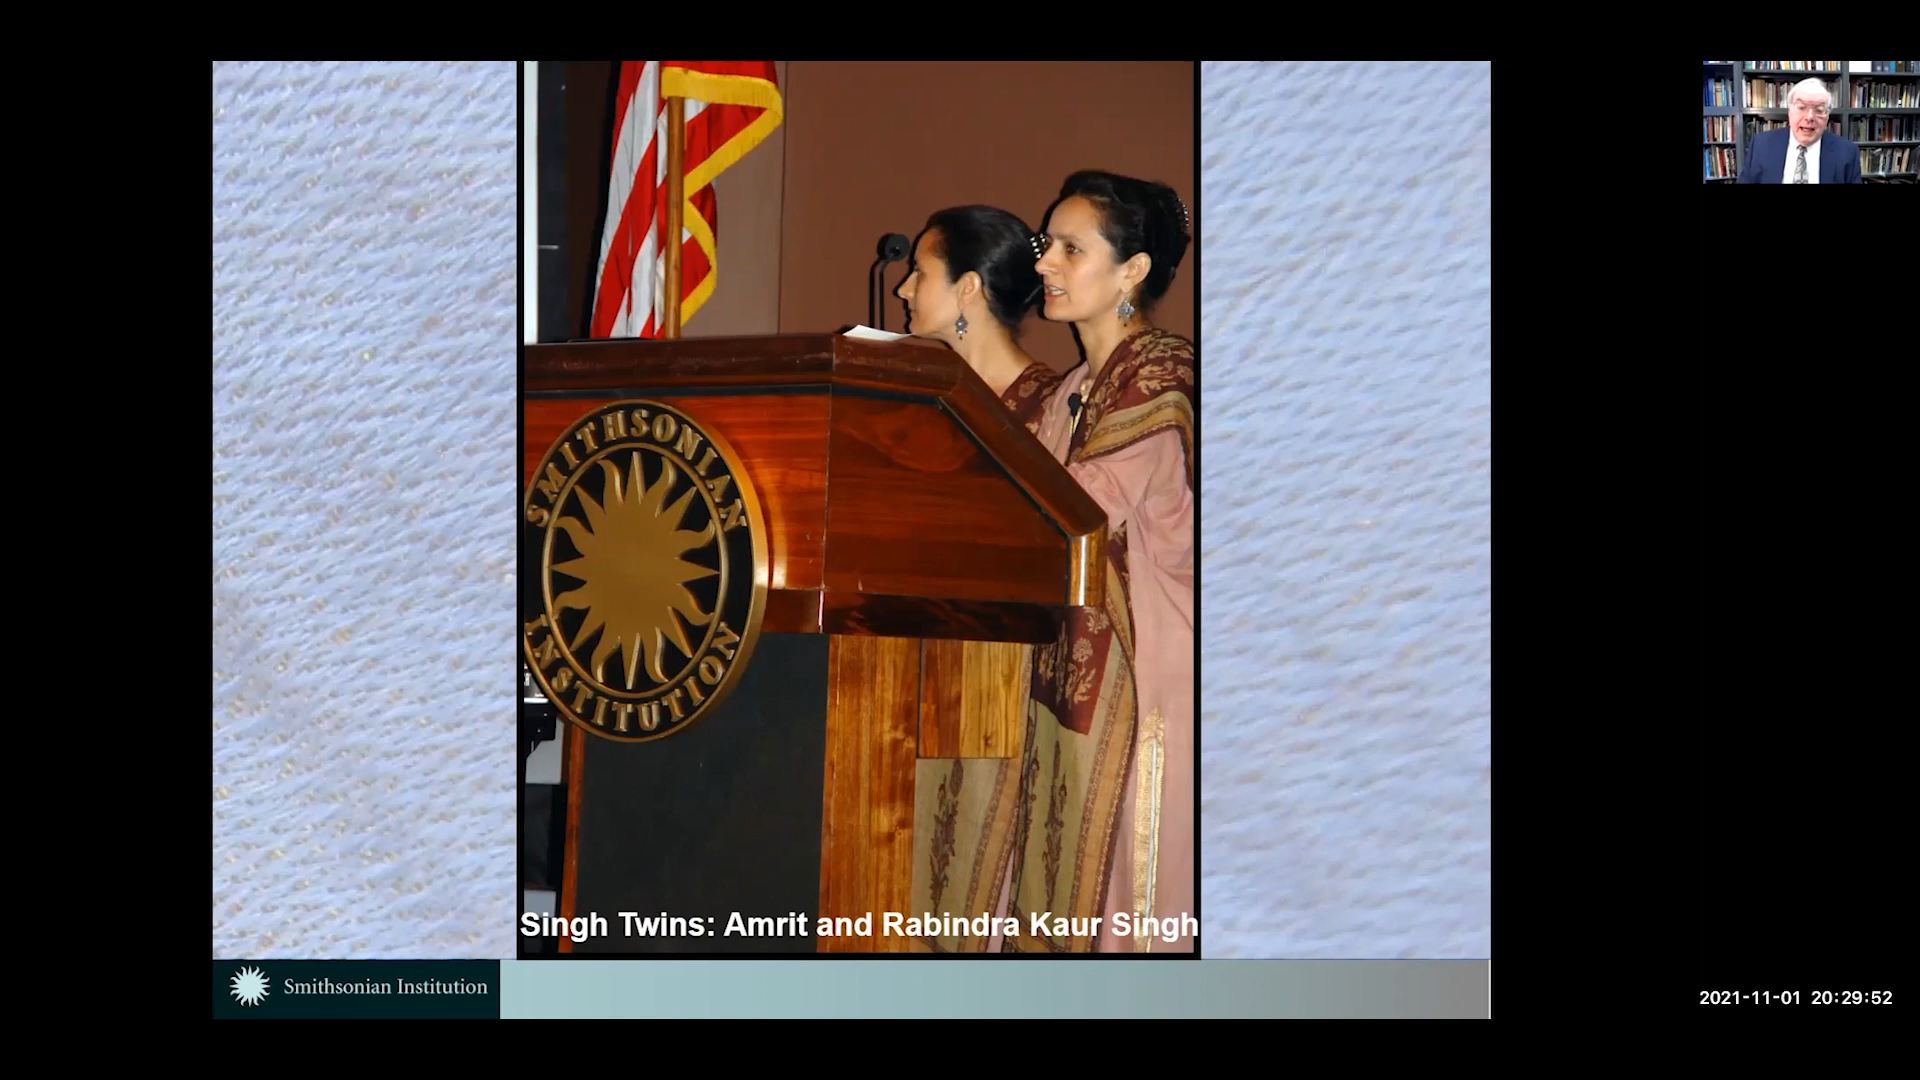 SMITHSONIAN
INSTITUTION
Singh Twins: Amrit and Rabindra Kaur Singh
Smithsonian Institution
2021-11-01 20:29:52